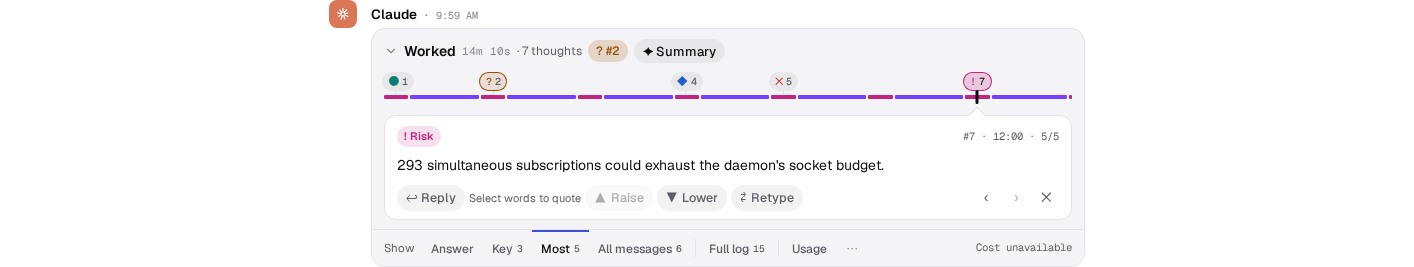 Claude · 9:59 AM
Worked 14m 10s · 7 thoughts ? #2 Summary
1 ? 2 4 5 ! 7
! Risk #7 · 12:00 · 5/5
293 simultaneous subscriptions could exhaust the daemon's socket budget.
Reply Select words to quote Raise Lower Retype
Show Answer Key 3 Most 5 All messages 6 Full log 15 Usage ··· Cost unavailable